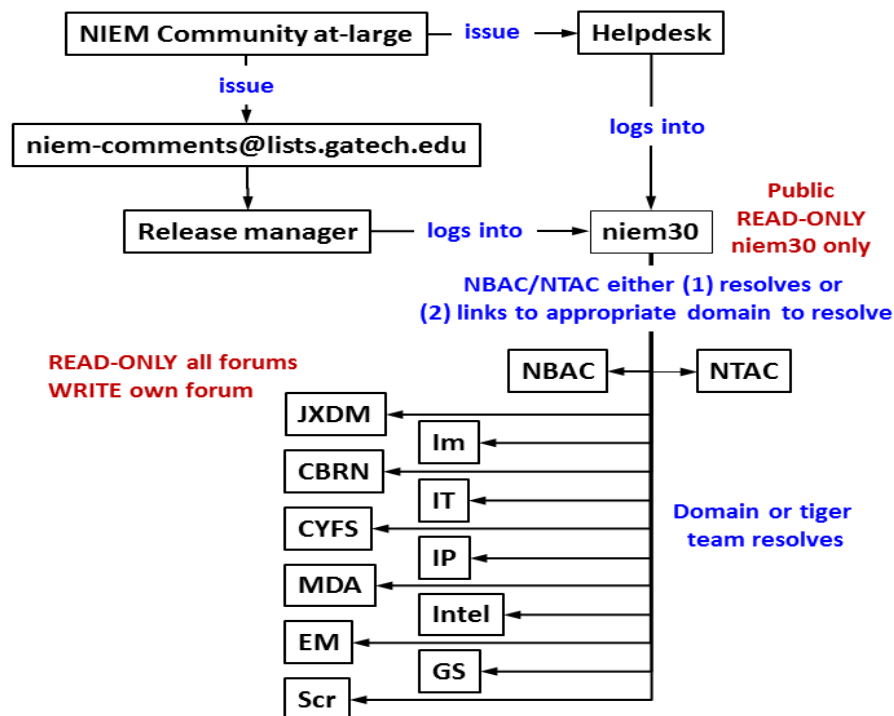 NIEM Community at-large
issue
Helpdesk
issue
logs into
niem-comments@lists.gatech.edu
Release manager
logs into
niem30
Public
READ-ONLY
niem30 only
NBAC/NTAC either (1) resolves or
(2) links to appropriate domain to resolve
READ-ONLY all forums
WRITE own forum
NBAC
NTAC
JXDM
Im
CBRN
IT
CYFS
Domain or tiger
team resolves
IP
MDA
Intel
EM
GS
Scr